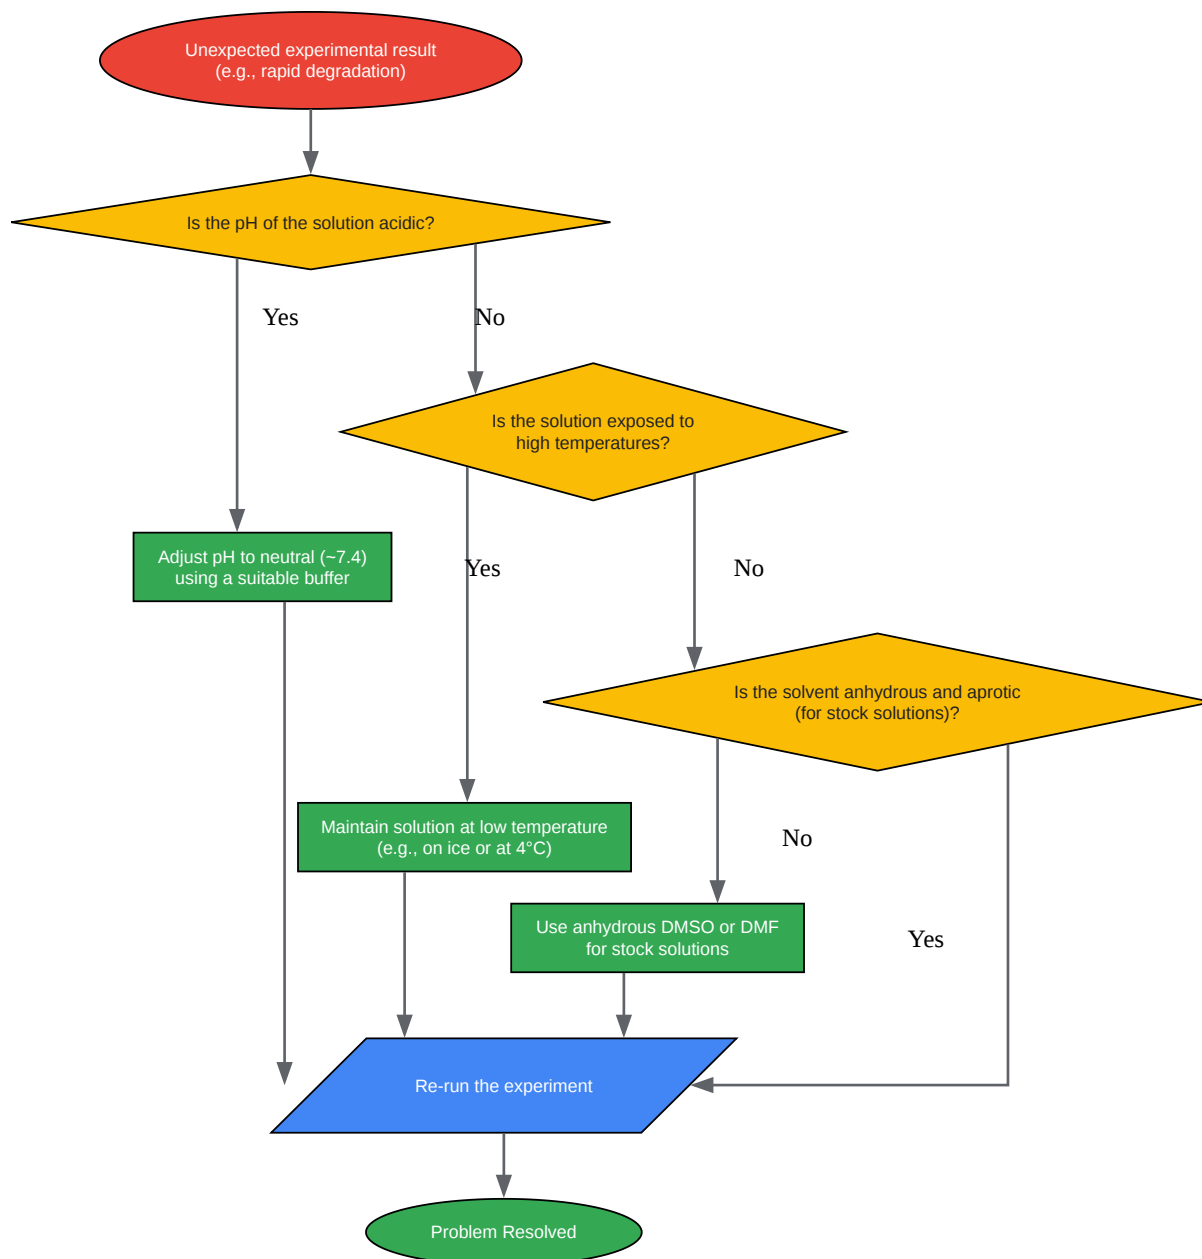 Unexpected experimental result
(e.g., rapid degradation)
Is the pH of the solution acidic?
Yes
No
Is the solution exposed to
high temperatures?
Adjust pH to neutral (~7.4)
using a suitable buffer
Yes
No
Is the solvent anhydrous and aprotic
(for stock solutions)?
Maintain solution at low temperature
(e.g., on ice or at 4°C)
No
Use anhydrous DMSO or DMF
for stock solutions
Yes
Re-run the experiment
Problem Resolved